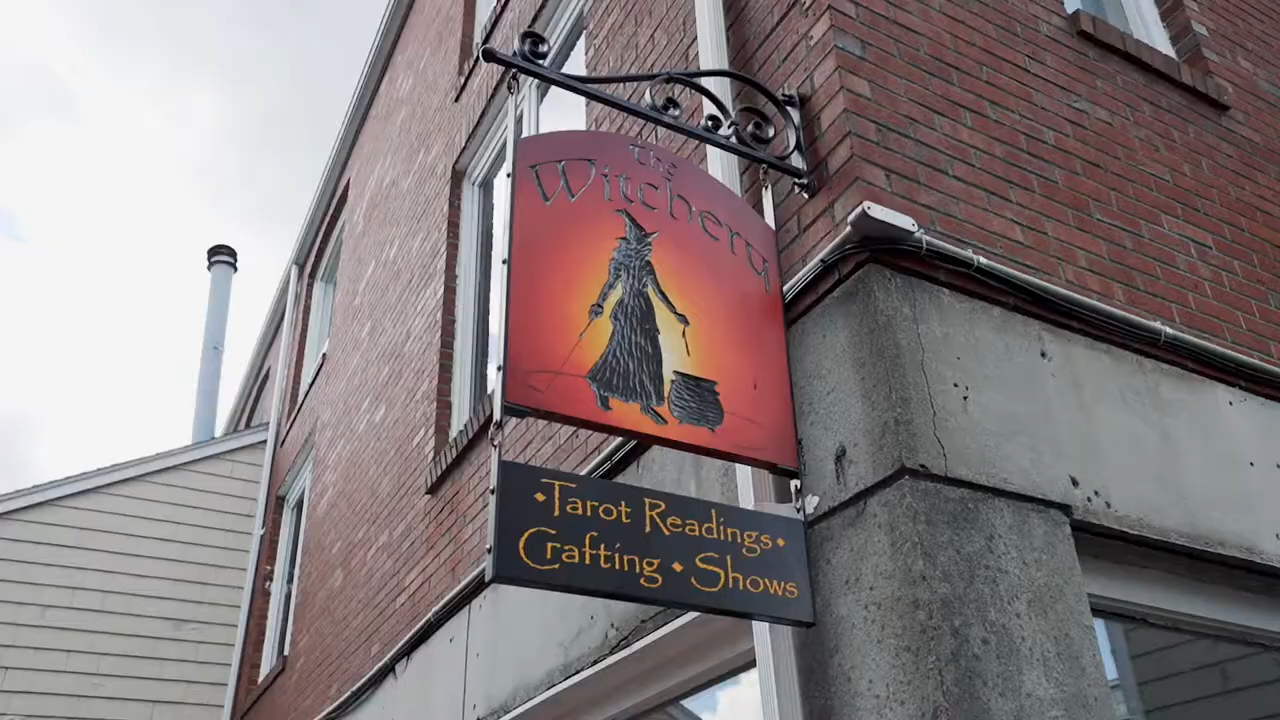 The
Witchery
•Tarot Readings•
Crafting • Shows